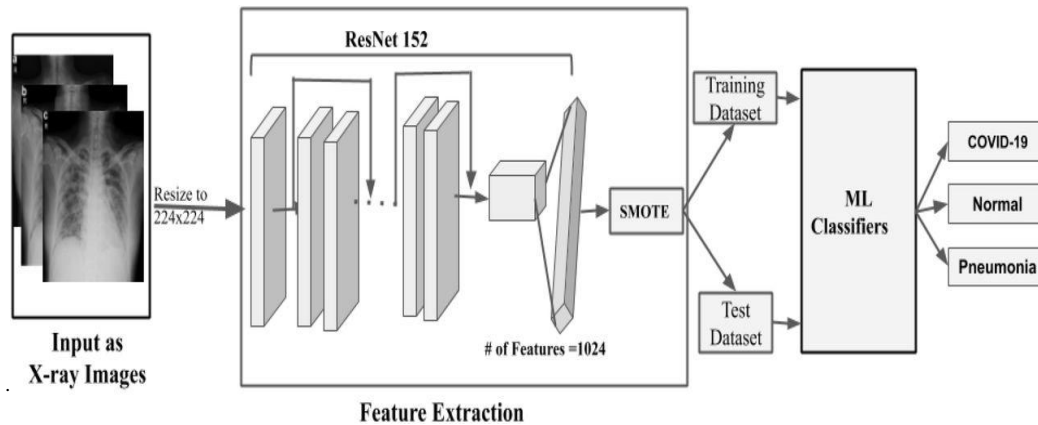 ResNet 152
a
b
c
Resize to
224x224
Input as
X-ray Images
.
. . .
# of Features =1024
SMOTE
Feature Extraction
Training
Dataset
Test
Dataset
ML
Classifiers
COVID-19
Normal
Pneumonia